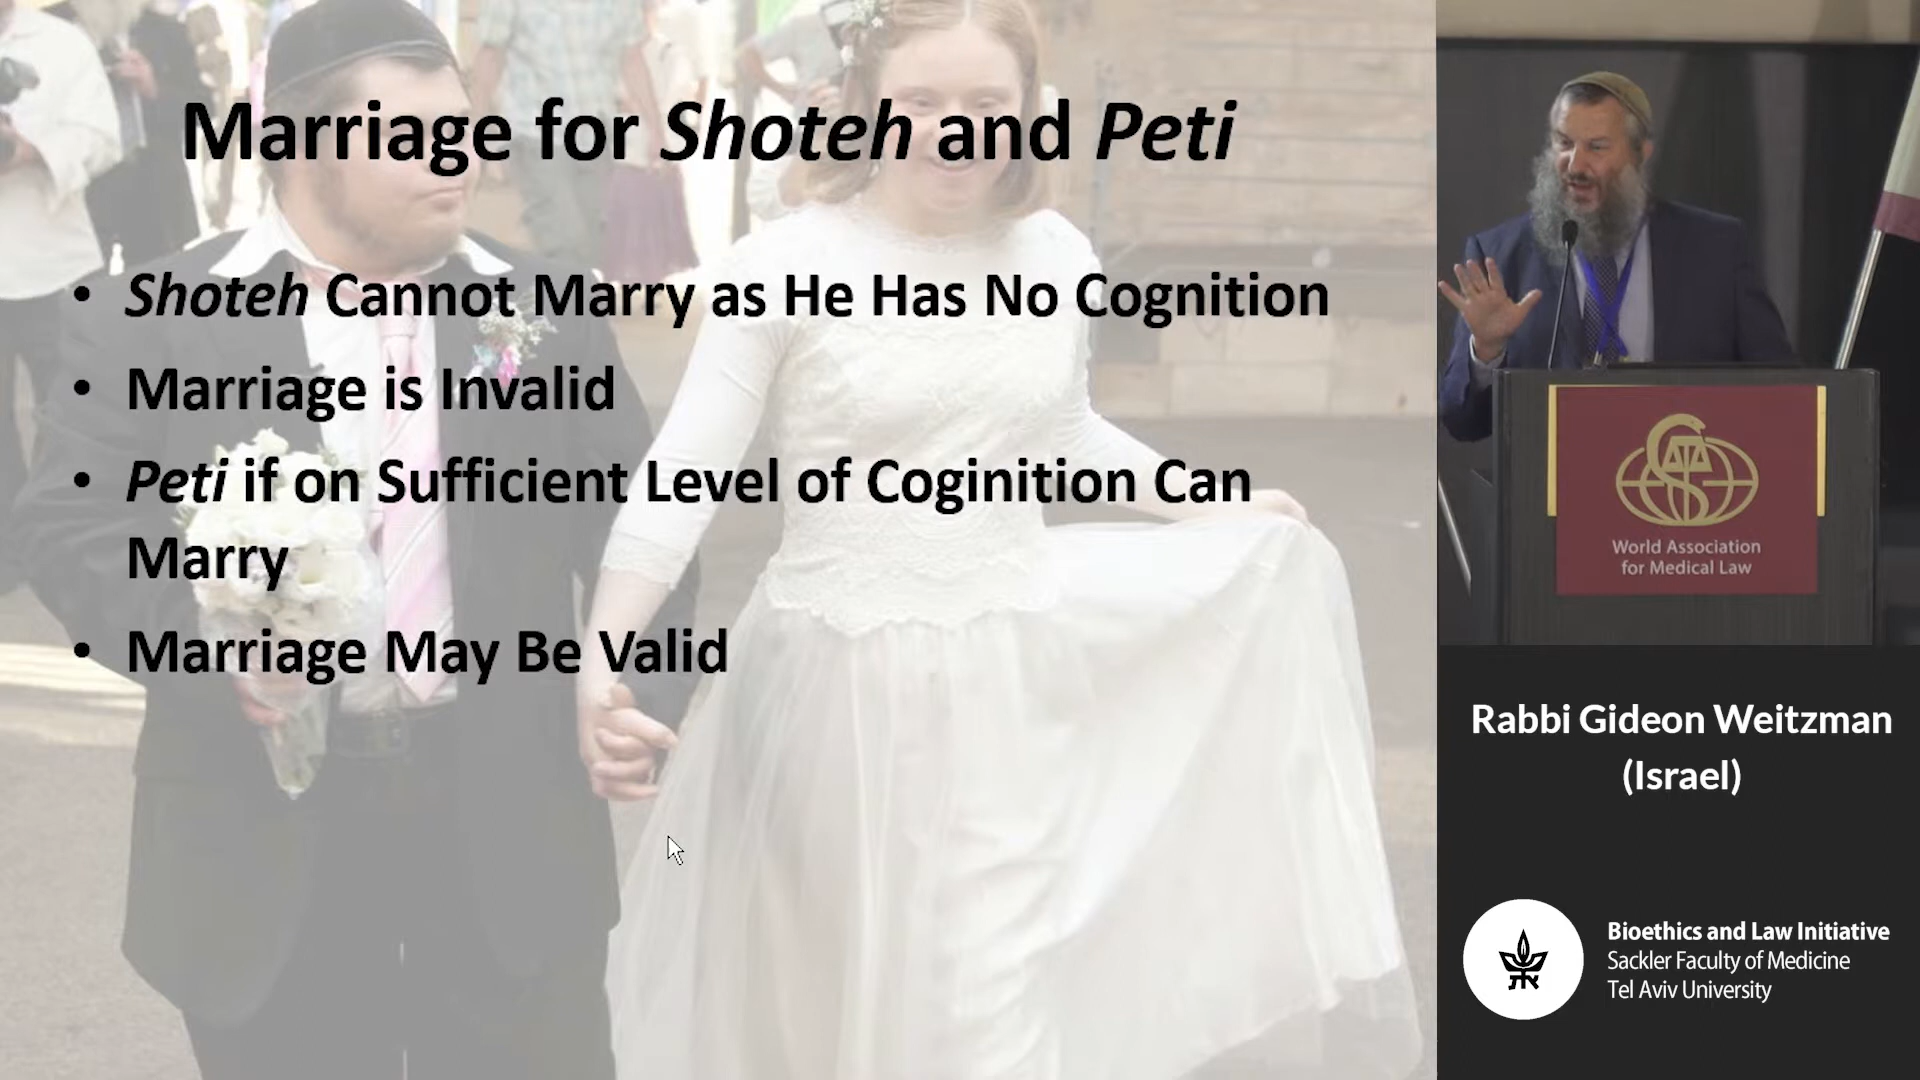 Marriage for Shoteh and Peti
• Shoteh Cannot Marry as He Has No Cognition
• Marriage is Invalid
• Peti if on Sufficient Level of Coginition Can
Marry
• Marriage May Be Valid
World Association
for Medical Law
Rabbi Gideon Weitzman
(Israel)
Bioethics and Law Initiative
Sackler Faculty of Medicine
Tel Aviv University